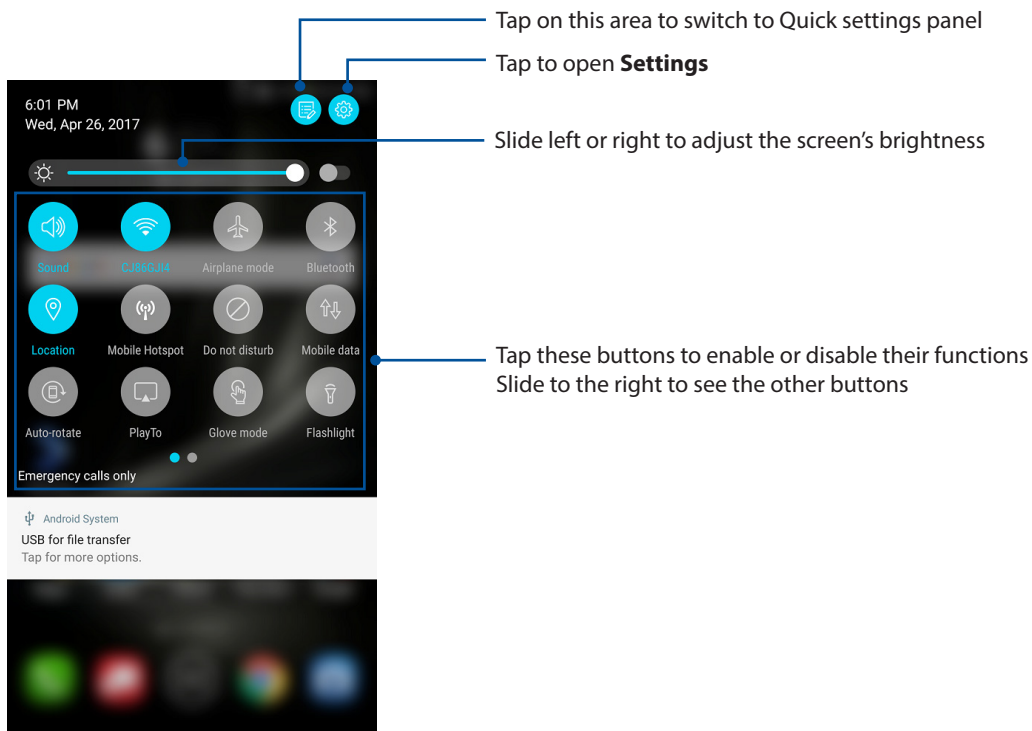 Tap on this area to switch to Quick settings panel
Tap to open Settings
6:01 PM
Wed, Apr 26, 2017
Slide left or right to adjust the screen’s brightness
Sound CJ86GJI4 Airplane mode Bluetooth
Location Mobile Hotspot Do not disturb Mobile data
Tap these buttons to enable or disable their functions
Slide to the right to see the other buttons
Auto-rotate PlayTo Glove mode Flashlight
Emergency calls only
Android System
USB for file transfer
Tap for more options.